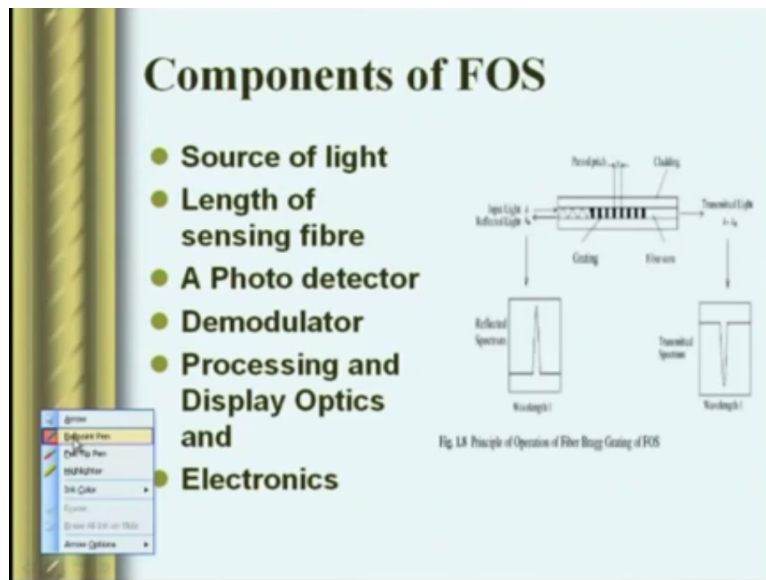 Components of FOS
Source of light
Length of
sensing fibre
A Photo detector
Demodulator
Processing and
Display Optics
and
Electronics
Period pitch
Cladding
Input Light
Reflected Light
Transmitted Light
Grating
Fiber core
Reflected
Spectrum
Transmitted
Spectrum
Wavelength
Wavelength
Fig. 1.8 Principle of Operation of Fiber Bragg Grating of FOS
Arrow
Ballpoint Pen
Felt Tip Pen
Highlighter
Ink Color
Eraser
Erase All Ink on Slide
Arrow Options